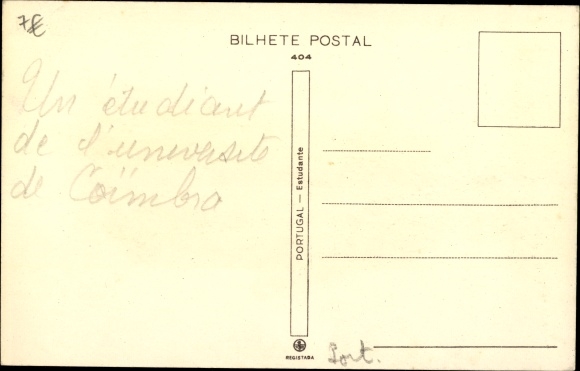 7€
BILHETE POSTAL
404
Un étudiant
de l'université
de Coïmbra
PORTUGAL — Estudante
REGISTADA
Port.